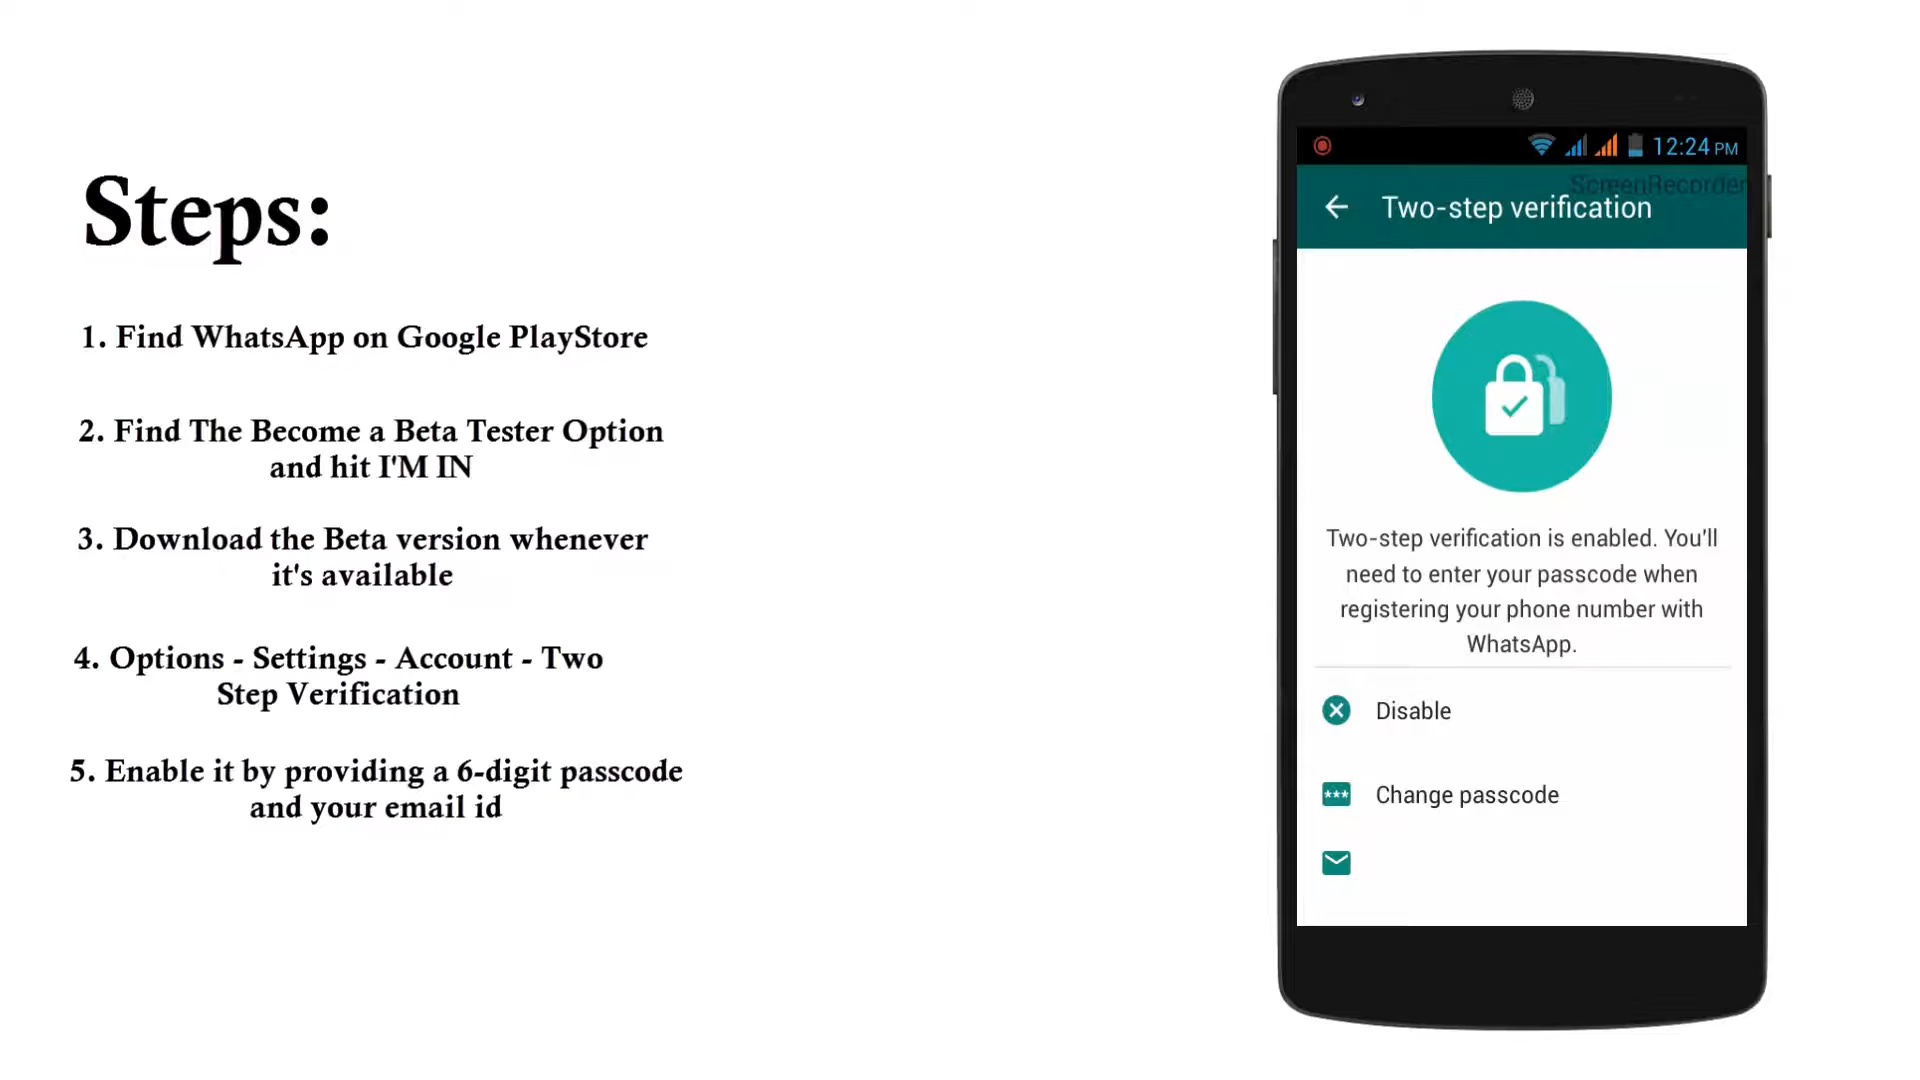 Steps:
1. Find WhatsApp on Google PlayStore
2. Find The Become a Beta Tester Option
and hit I'M IN
3. Download the Beta version whenever
it's available
4. Options - Settings - Account - Two
Step Verification
5. Enable it by providing a 6-digit passcode
and your email id
12:24 PM
ScreenRecorder
Two-step verification
Two-step verification is enabled. You'll
need to enter your passcode when
registering your phone number with
WhatsApp.
Disable
Change passcode